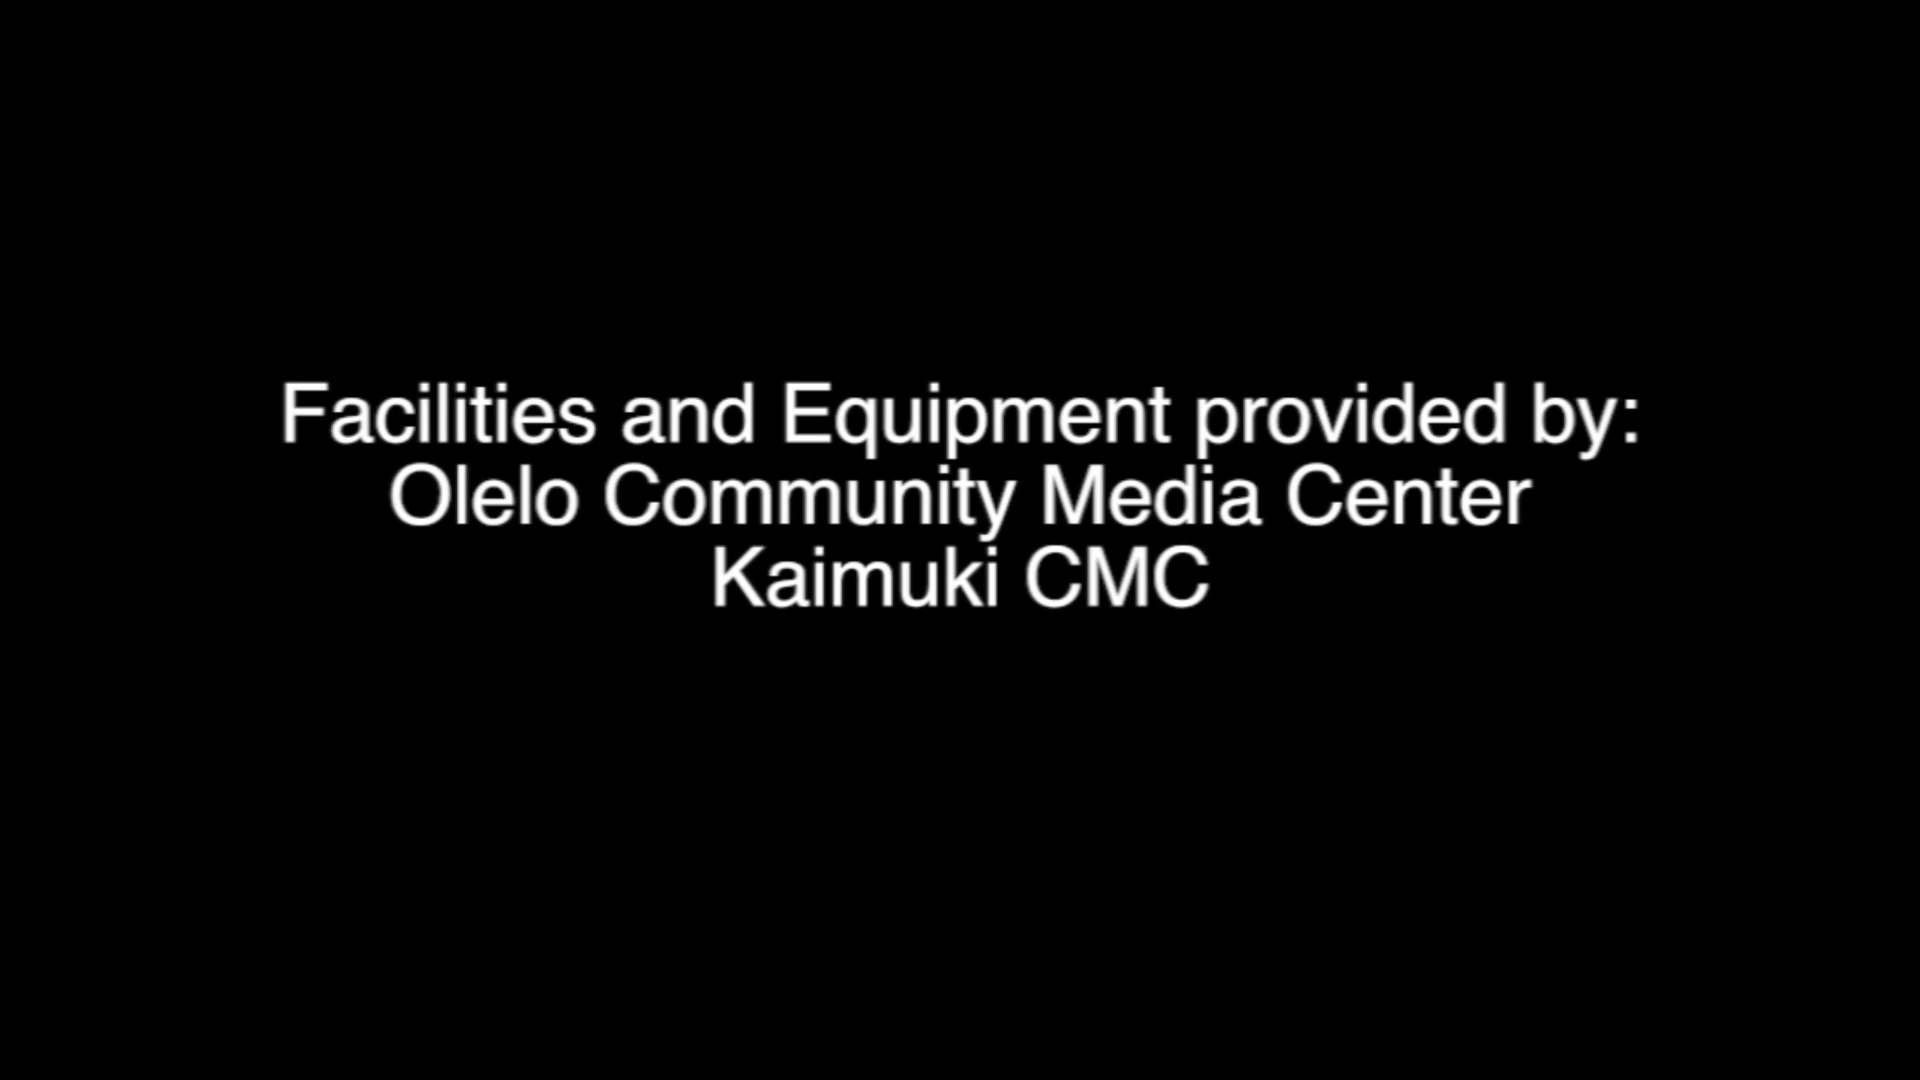 Facilities and Equipment provided by:
Olelo Community Media Center
Kaimuki CMC